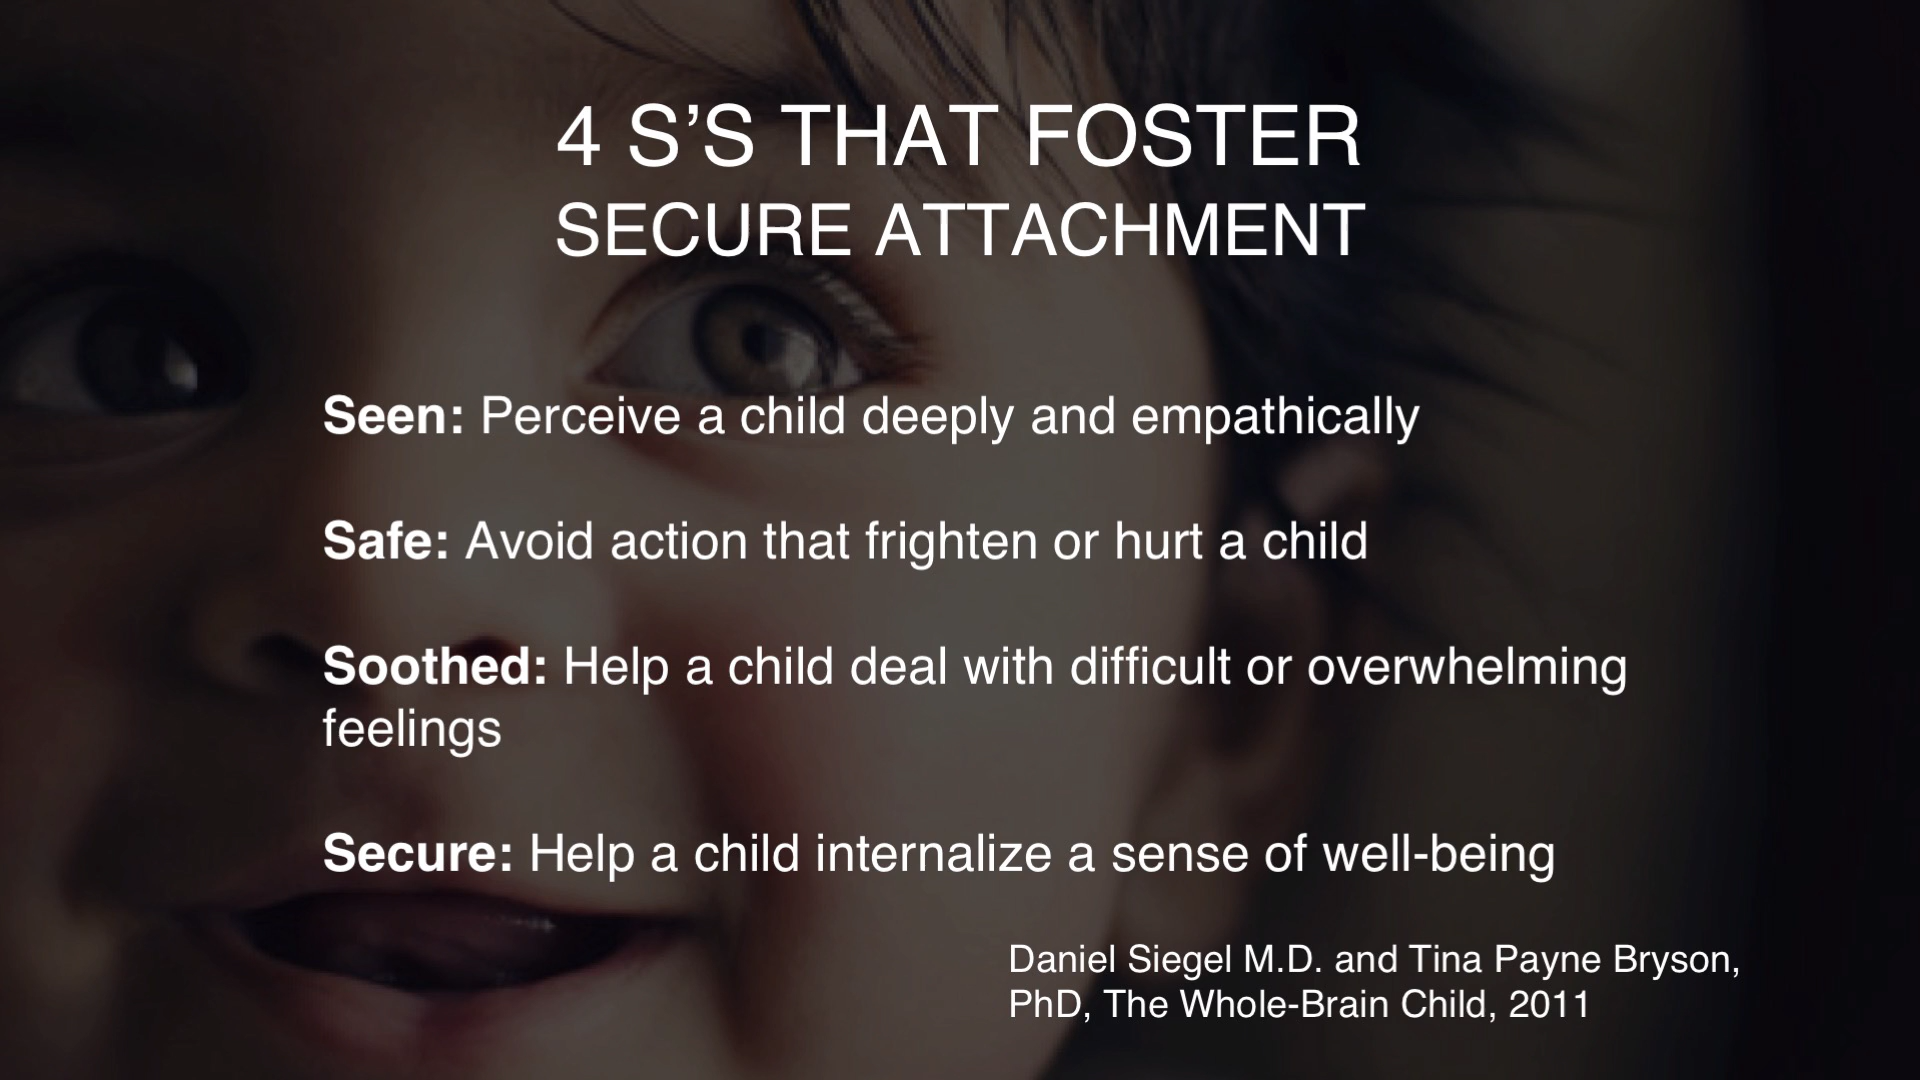 4 S’S THAT FOSTER
SECURE ATTACHMENT
Seen: Perceive a child deeply and empathically
Safe: Avoid action that frighten or hurt a child
Soothed: Help a child deal with difficult or overwhelming
feelings
Secure: Help a child internalize a sense of well-being
Daniel Siegel M.D. and Tina Payne Bryson,
PhD, The Whole-Brain Child, 2011